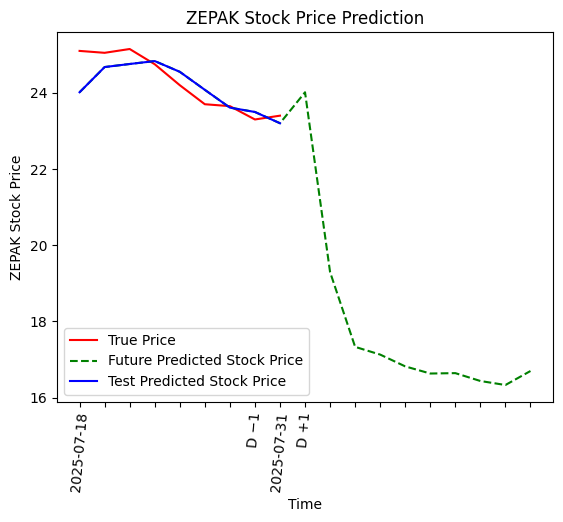 ZEPAK Stock Price Prediction
ZEPAK Stock Price
24
22
20
18
16
True Price
Future Predicted Stock Price
Test Predicted Stock Price
2025-07-18
D −1
2025-07-31
D +1
Time